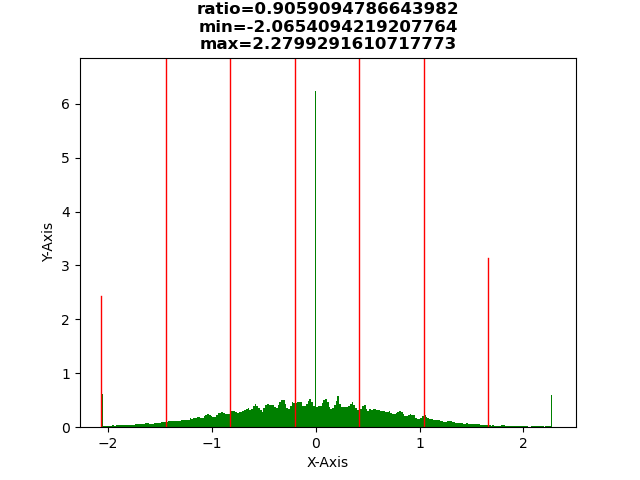 ratio=0.9059094786643982
min=-2.0654094219207764
max=2.2799291610717773
6
5
4
3
2
1
0
Y-Axis
−2
−1
0
1
2
X-Axis